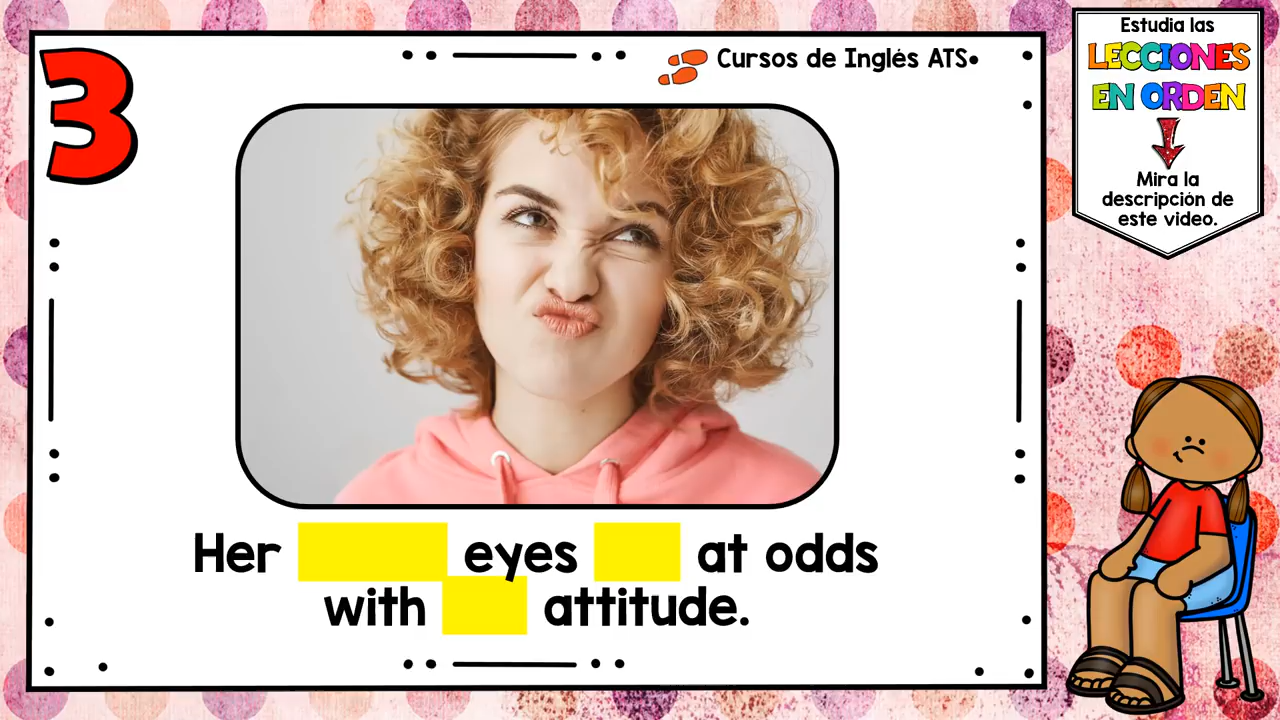 3
Cursos de Inglés ATS•
Her eyes at odds
with attitude.
Estudia las
LECCIONES
EN ORDEN
Mira la
descripción de
este video.